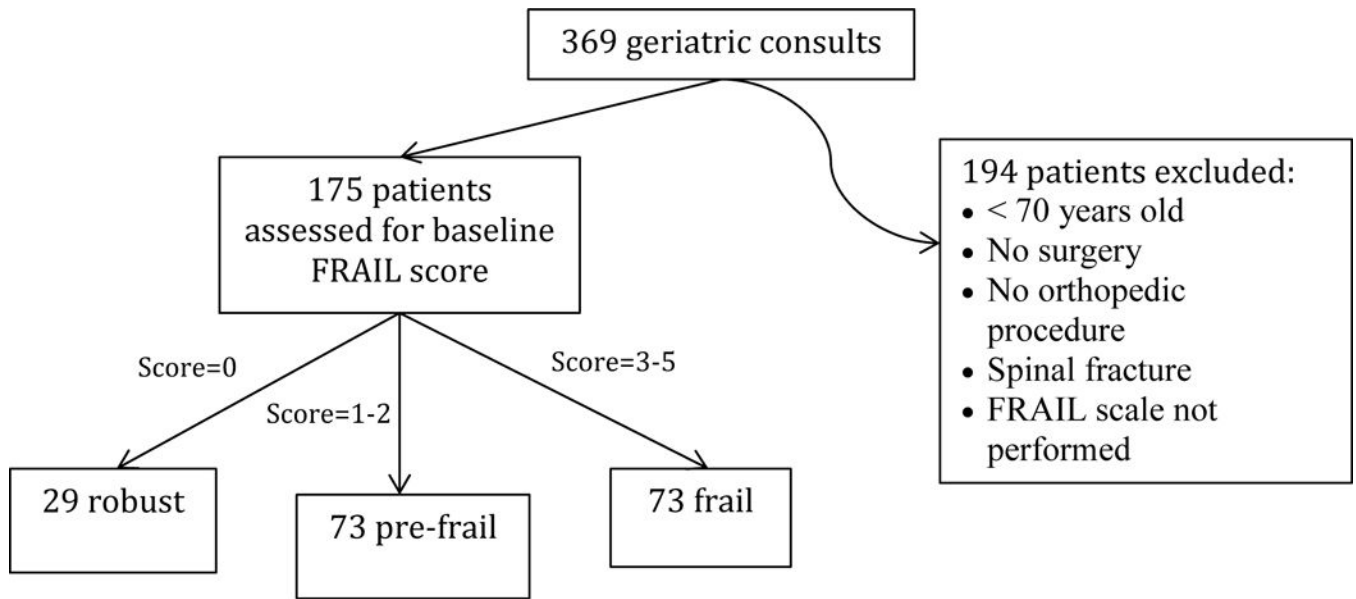 369 geriatric consults
175 patients
assessed for baseline
FRAIL score
194 patients excluded:
• < 70 years old
• No surgery
• No orthopedic
procedure
• Spinal fracture
• FRAIL scale not
performed
Score=0
Score=1-2
Score=3-5
29 robust
73 pre-frail
73 frail